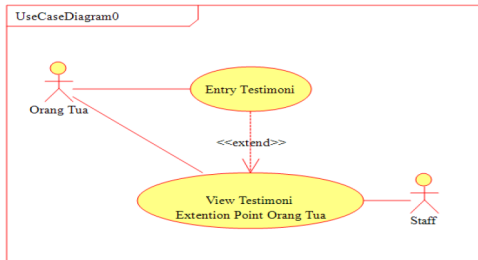 UseCaseDiagram0
Entry Testimoni
Orang Tua
<<extend>>
View Testimoni
Extention Point Orang Tua
Staff